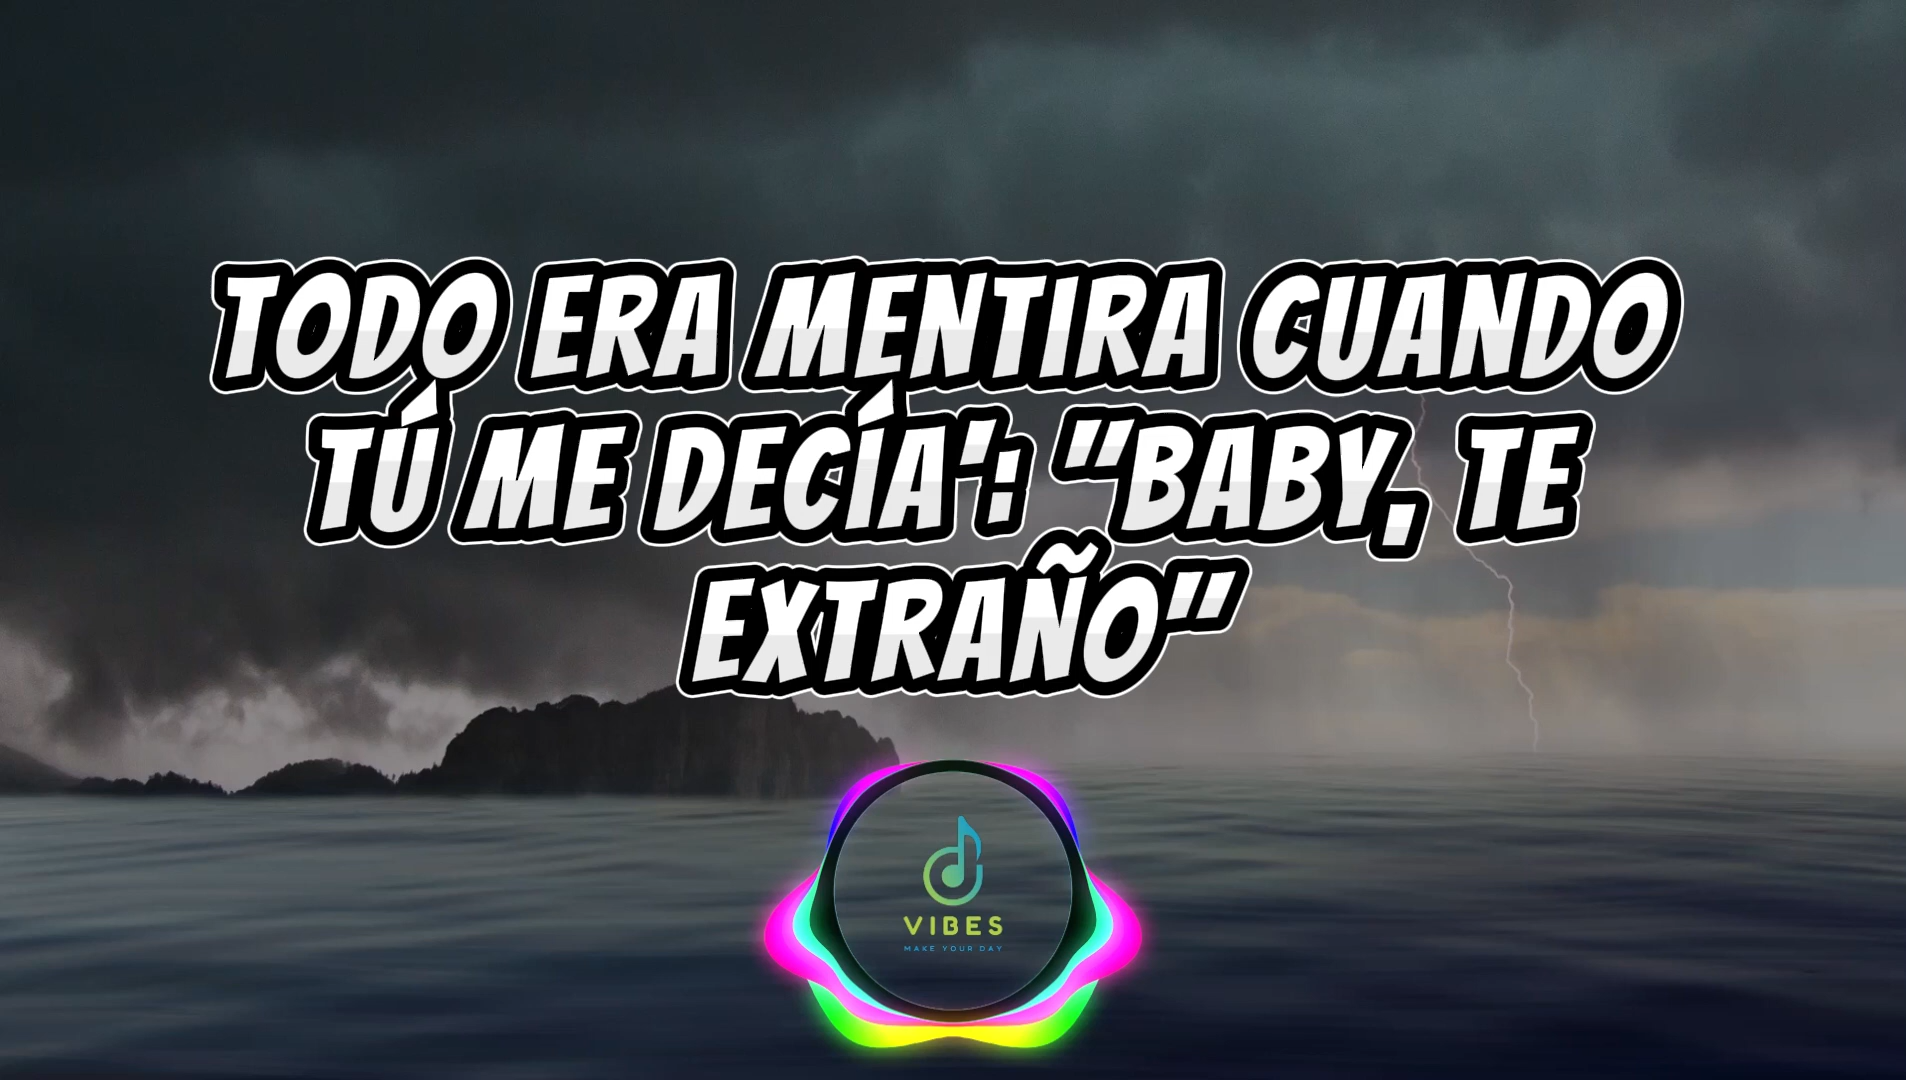 TODO ERA MENTIRA CUANDO
TÚ ME DECÍA': "BABY, TE
EXTRAÑO"
VIBES
MAKE YOUR DAY